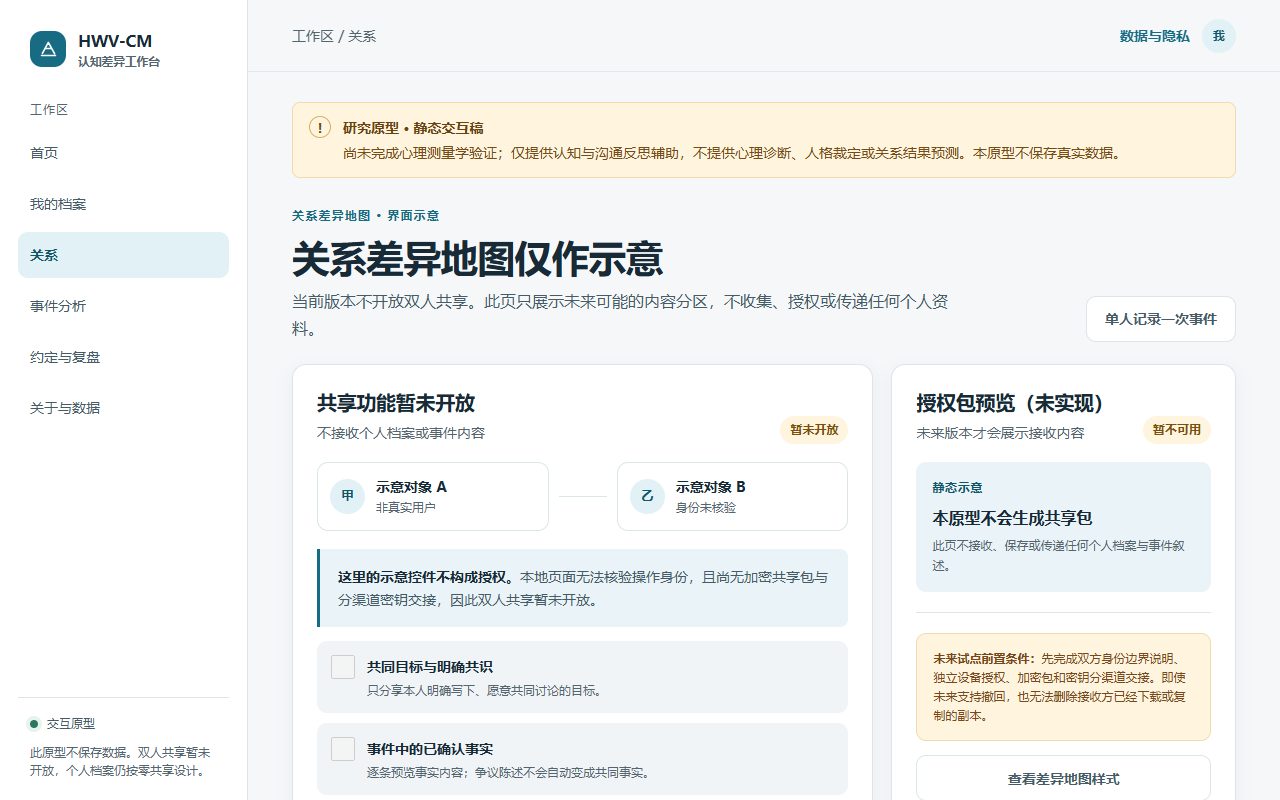 HWV-CM
认知差异工作台
工作区
首页
我的档案
关系
事件分析
约定与复盘
关于与数据
交互原型
此原型不保存数据。双人共享暂未
开放，个人档案仍按零共享设计。
工作区 / 关系
数据与隐私
我
!
研究原型 • 静态交互稿
尚未完成心理测量学验证；仅提供认知与沟通反思辅助，不提供心理诊断、人格裁定或关系结果预测。本原型不保存真实数据。
关系差异地图 • 界面示意
关系差异地图仅作示意
当前版本不开放双人共享。此页只展示未来可能的内容分区，不收集、授权或传递任何个人资
料。
单人记录一次事件
共享功能暂未开放
不接收个人档案或事件内容
暂未开放
甲
示意对象 A
非真实用户
乙
示意对象 B
身份未核验
这里的示意控件不构成授权。本地页面无法核验操作身份，且尚无加密共享包与
分渠道密钥交接，因此双人共享暂未开放。
共同目标与明确共识
只分享本人明确写下、愿意共同讨论的目标。
事件中的已确认事实
逐条预览事实内容；争议陈述不会自动变成共同事实。
授权包预览（未实现）
未来版本才会展示接收内容
暂不可用
静态示意
本原型不会生成共享包
此页不接收、保存或传递任何个人档案与事件叙
述。
未来试点前置条件：先完成双方身份边界说明、
独立设备授权、加密包和密钥分渠道交接。即使
未来支持撤回，也无法删除接收方已经下载或复
制的副本。
查看差异地图样式